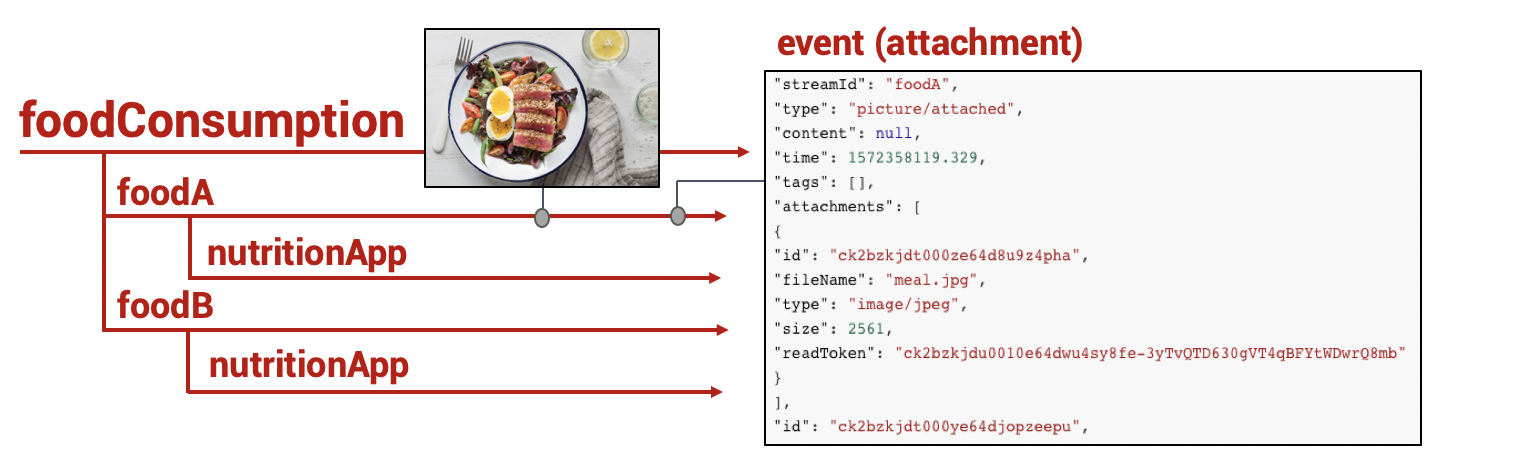 event (attachment)
foodConsumption
foodA
nutritionApp
foodB
nutritionApp
"streamId": "foodA",
"type": "picture/attached",
"content": null,
"time": 1572358119.329,
"tags": [],
"attachments": [
{
"id": "ck2bzkjdt000ze64d8u9z4pha",
"fileName": "meal.jpg",
"type": "image/jpeg",
"size": 2561,
"readToken": "ck2bzkjdu0010e64dwu4sy8fe-3yTvQTD630gVT4qBFYtWDwrQ8mb"
}
],
"id": "ck2bzkjdt000ye64djopzeepu",